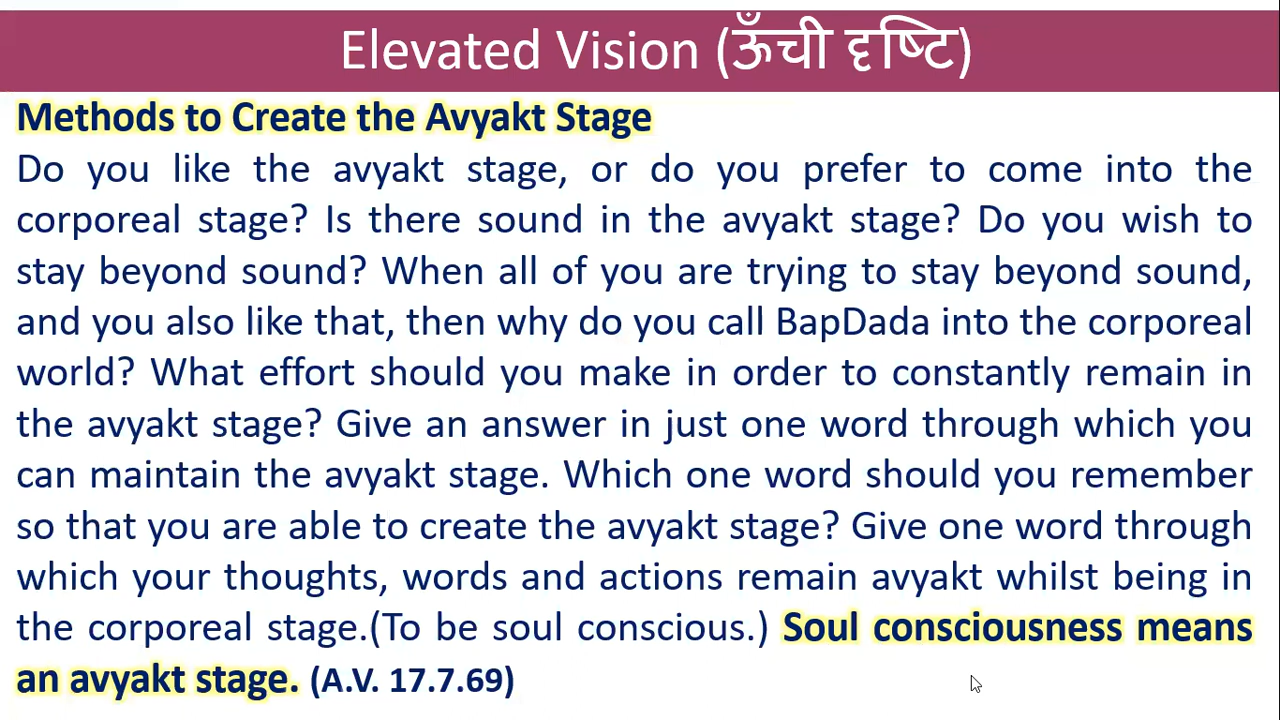 Elevated Vision (ऊँची दृष्टि)
Methods to Create the Avyakt Stage
Do you like the avyakt stage, or do you prefer to come into the
corporeal stage? Is there sound in the avyakt stage? Do you wish to
stay beyond sound? When all of you are trying to stay beyond sound,
and you also like that, then why do you call BapDada into the corporeal
world? What effort should you make in order to constantly remain in
the avyakt stage? Give an answer in just one word through which you
can maintain the avyakt stage. Which one word should you remember
so that you are able to create the avyakt stage? Give one word through
which your thoughts, words and actions remain avyakt whilst being in
the corporeal stage.(To be soul conscious.) Soul consciousness means
an avyakt stage. (A.V. 17.7.69)